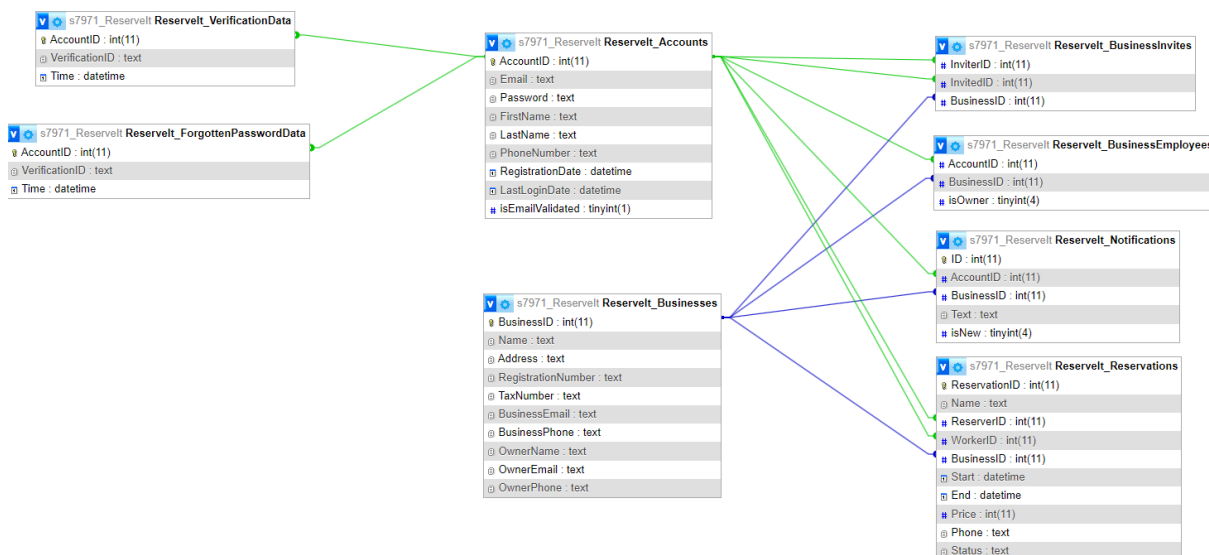 s7971_ReserveIt ReserveIt_VerificationData
AccountID : int(11)
VerificationID : text
Time : datetime
s7971_ReserveIt ReserveIt_ForgottenPasswordData
AccountID : int(11)
VerificationID : text
Time : datetime
s7971_ReserveIt ReserveIt_Accounts
AccountID : int(11)
Email : text
Password : text
FirstName : text
LastName : text
PhoneNumber : text
RegistrationDate : datetime
LastLoginDate : datetime
isEmailValidated : tinyint(1)
s7971_ReserveIt ReserveIt_Businesses
BusinessID : int(11)
Name : text
Address : text
RegistrationNumber : text
TaxNumber : text
BusinessEmail : text
BusinessPhone : text
OwnerName : text
OwnerEmail : text
OwnerPhone : text
s7971_ReserveIt ReserveIt_BusinessInvites
InviterID : int(11)
InvitedID : int(11)
BusinessID : int(11)
s7971_ReserveIt ReserveIt_BusinessEmployees
AccountID : int(11)
BusinessID : int(11)
isOwner : tinyint(4)
s7971_ReserveIt ReserveIt_Notifications
ID : int(11)
AccountID : int(11)
BusinessID : int(11)
Text : text
isNew : tinyint(4)
s7971_ReserveIt ReserveIt_Reservations
ReservationID : int(11)
Name : text
ReserverID : int(11)
WorkerID : int(11)
BusinessID : int(11)
Start : datetime
End : datetime
Price : int(11)
Phone : text
Status : text